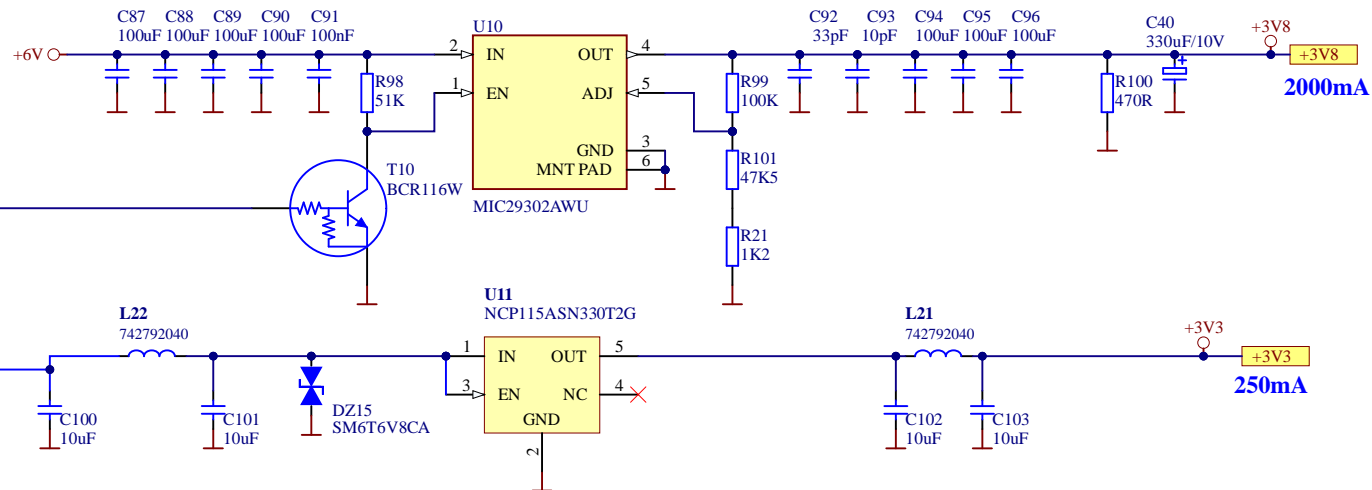 C87
100uF
C88
100uF
C89
100uF
C90
100uF
C91
100nF
+6V
R98
51K
T10
BCR116W
U10
2
IN
1
EN
OUT
4
ADJ
5
GND
3
MNT PAD
6
MIC29302AWU
R99
100K
R101
47K5
R21
1K2
C92
33pF
C93
10pF
C94
100uF
C95
100uF
C96
100uF
R100
470R
C40
330uF/10V
+
+3V8
+3V8
2000mA
C100
10uF
L22
742792040
C101
10uF
DZ15
SM6T6V8CA
U11
NCP115ASN330T2G
1
IN
3
EN
OUT
5
NC
4
GND
2
L21
742792040
C102
10uF
C103
10uF
+3V3
+3V3
250mA